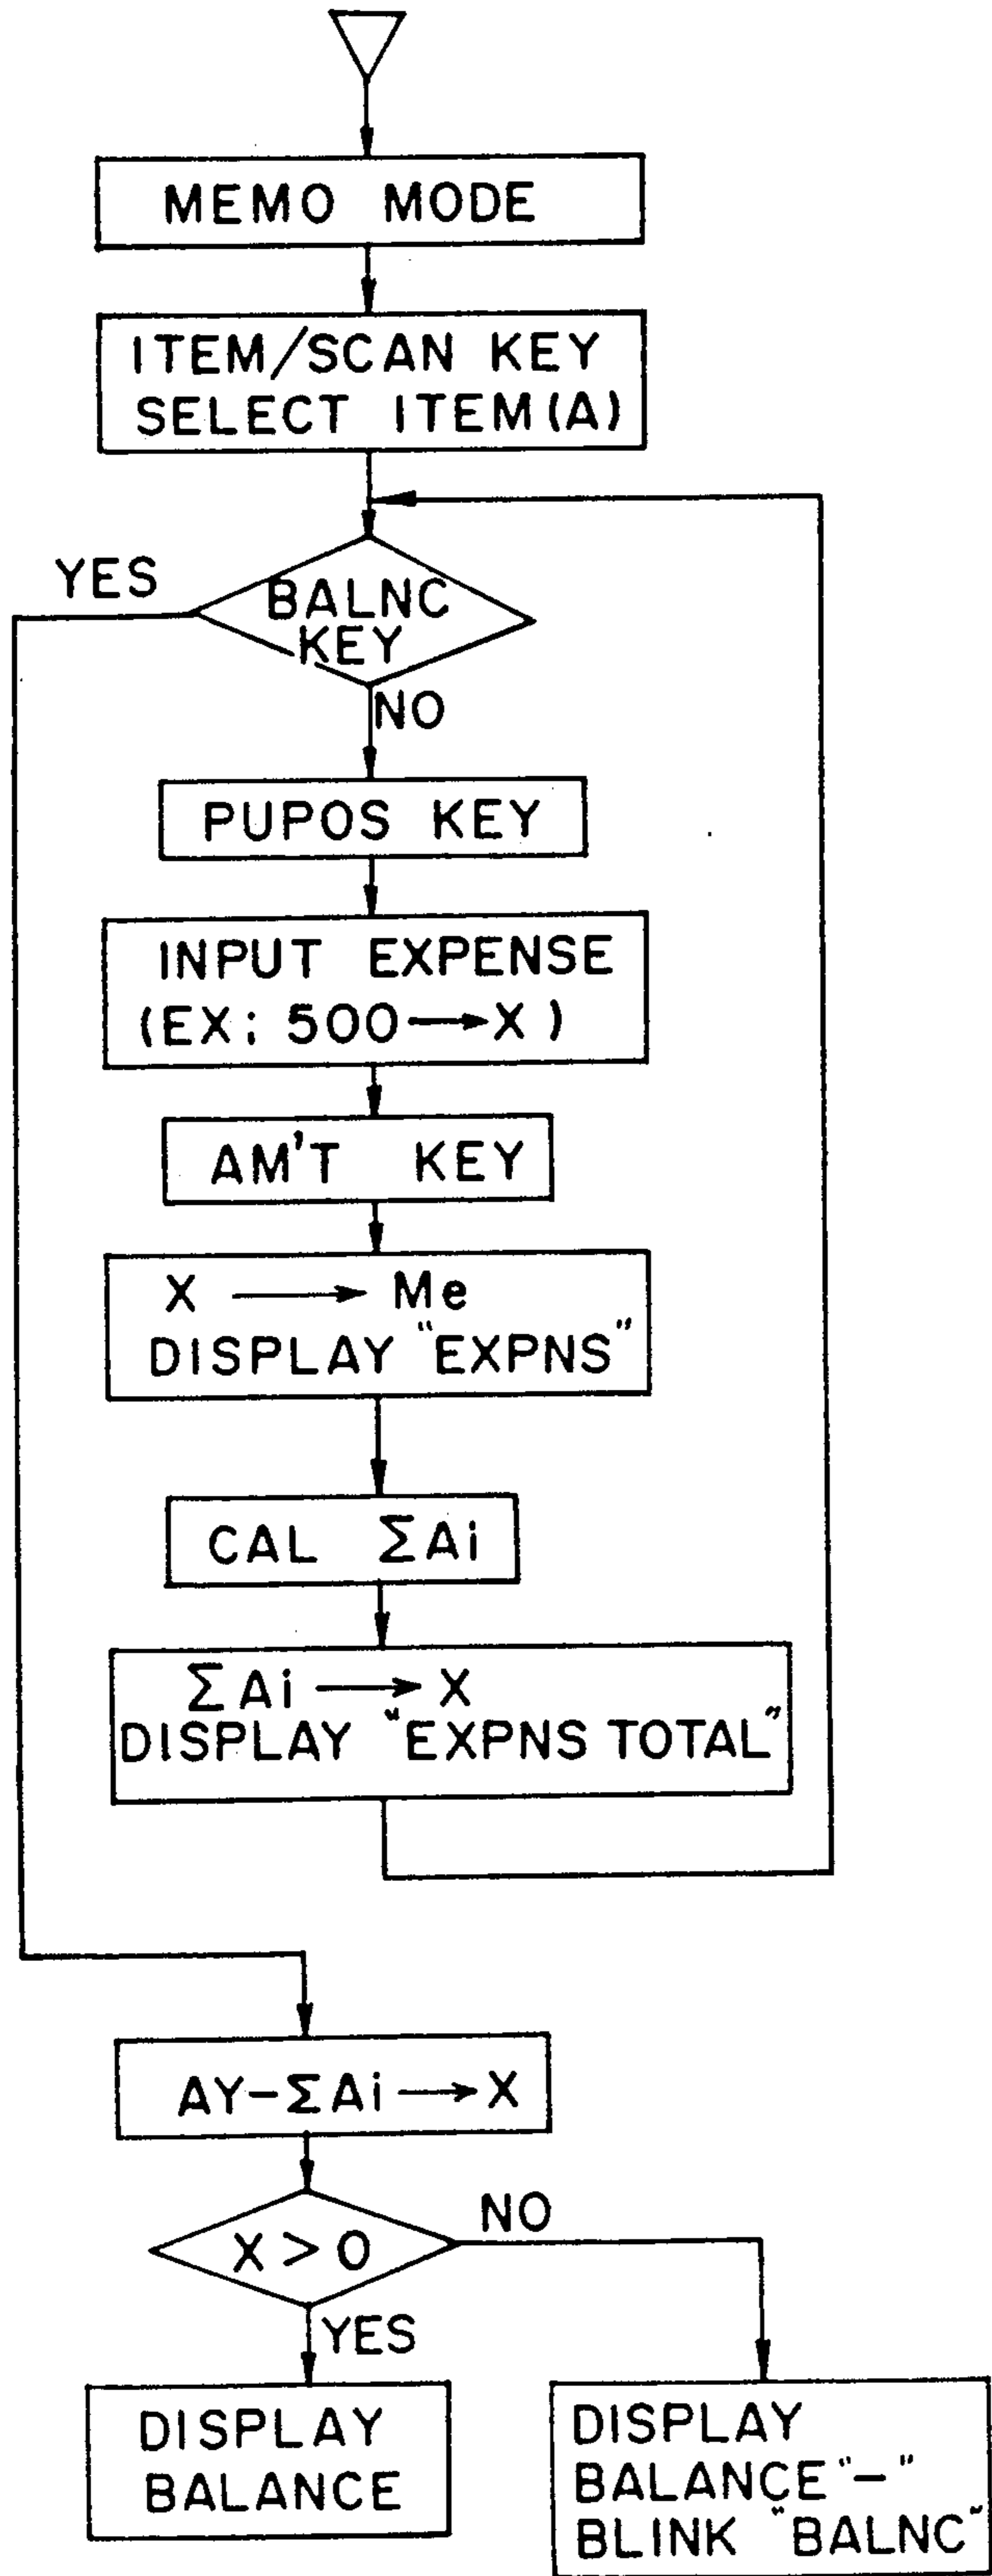 MEMO MODE
ITEM/SCAN KEY
SELECT ITEM(A)
YES
BALNC
KEY
NO
PUPOS KEY
INPUT EXPENSE
(EX; 500→X)
AM'T KEY
X → Me
DISPLAY "EXPNS"
CAL ΣAi
ΣAi → X
DISPLAY "EXPNS TOTAL"
AY-ΣAi → X
X > 0
NO
YES
DISPLAY
BALANCE
DISPLAY
BALANCE "-"
BLINK "BALNC"